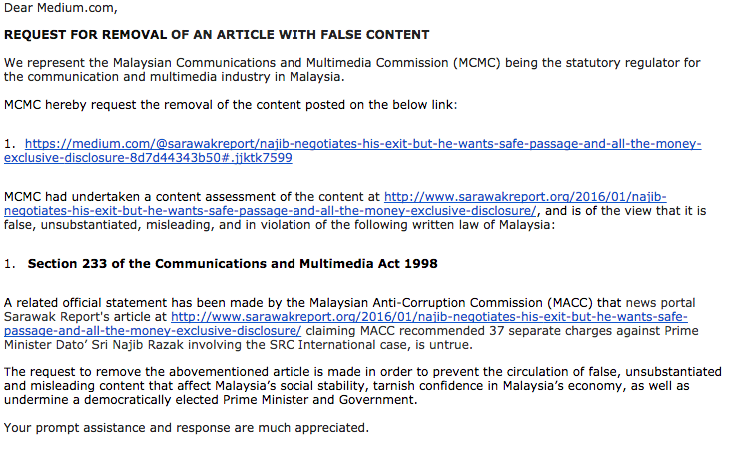 Dear Medium.com,
REQUEST FOR REMOVAL OF AN ARTICLE WITH FALSE CONTENT
We represent the Malaysian Communications and Multimedia Commission (MCMC) being the statutory regulator for
the communication and multimedia industry in Malaysia.
MCMC hereby request the removal of the content posted on the below link:
1. https://medium.com/@sarawakreport/najib-negotiates-his-exit-but-he-wants-safe-passage-and-all-the-money-
exclusive-disclosure-8d7d44343b50#.jjktk7599
MCMC had undertaken a content assessment of the content at http://www.sarawakreport.org/2016/01/najib-
negotiates-his-exit-but-he-wants-safe-passage-and-all-the-money-exclusive-disclosure/, and is of the view that it is
false, unsubstantiated, misleading, and in violation of the following written law of Malaysia:
1. Section 233 of the Communications and Multimedia Act 1998
A related official statement has been made by the Malaysian Anti-Corruption Commission (MACC) that news portal
Sarawak Report's article at http://www.sarawakreport.org/2016/01/najib-negotiates-his-exit-but-he-wants-safe-
passage-and-all-the-money-exclusive-disclosure/ claiming MACC recommended 37 separate charges against Prime
Minister Dato’ Sri Najib Razak involving the SRC International case, is untrue.
The request to remove the abovementioned article is made in order to prevent the circulation of false, unsubstantiated
and misleading content that affect Malaysia’s social stability, tarnish confidence in Malaysia’s economy, as well as
undermine a democratically elected Prime Minister and Government.
Your prompt assistance and response are much appreciated.